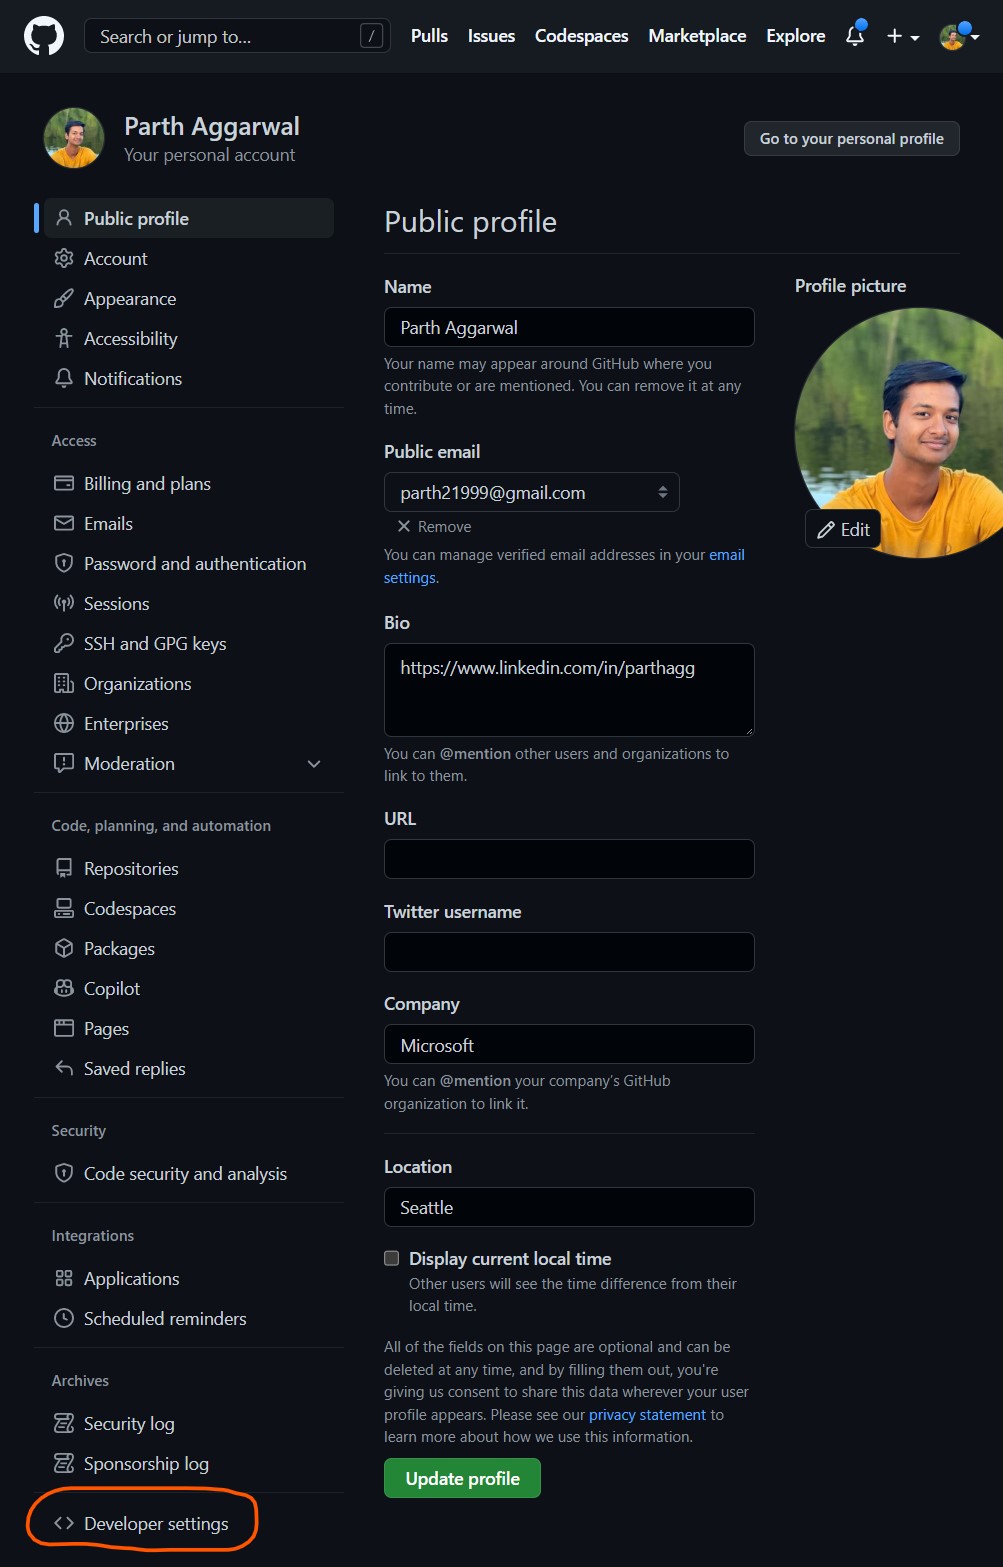 Search or jump to...
/
Pulls
Issues
Codespaces
Marketplace
Explore
Parth Aggarwal
Your personal account
Go to your personal profile
Public profile
Account
Appearance
Accessibility
Notifications
Access
Billing and plans
Emails
Password and authentication
Sessions
SSH and GPG keys
Organizations
Enterprises
Moderation
Code, planning, and automation
Repositories
Codespaces
Packages
Copilot
Pages
Saved replies
Security
Code security and analysis
Integrations
Applications
Scheduled reminders
Archives
Security log
Sponsorship log
Developer settings
Public profile
Name
Parth Aggarwal
Your name may appear around GitHub where you
contribute or are mentioned. You can remove it at any
time.
Public email
parth21999@gmail.com
Remove
You can manage verified email addresses in your email
settings.
Bio
https://www.linkedin.com/in/parthagg
You can @mention other users and organizations to
link to them.
URL
Twitter username
Company
Microsoft
You can @mention your company's GitHub
organization to link it.
Location
Seattle
Display current local time
Other users will see the time difference from their
local time.
All of the fields on this page are optional and can be
deleted at any time, and by filling them out, you're
giving us consent to share this data wherever your user
profile appears. Please see our privacy statement to
learn more about how we use this information.
Update profile
Profile picture
Edit